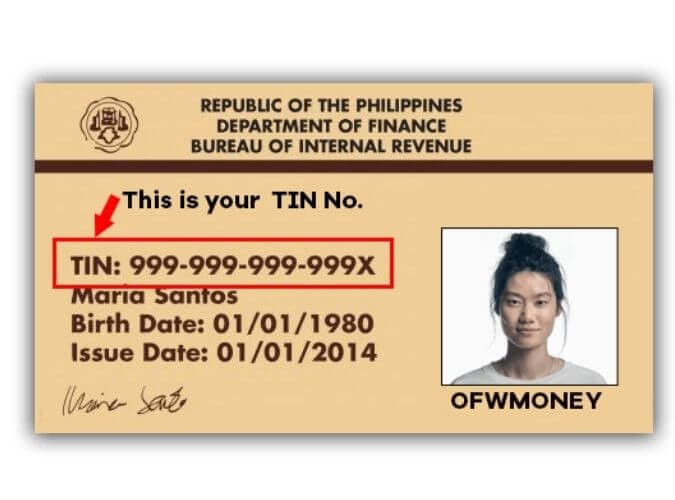 REPUBLIC OF THE PHILIPPINES
DEPARTMENT OF FINANCE
BUREAU OF INTERNAL REVENUE
This is your TIN No.
TIN: 999-999-999-999X
Maria Santos
Birth Date: 01/01/1980
Issue Date: 01/01/2014
Maria Santos
OFWMONEY